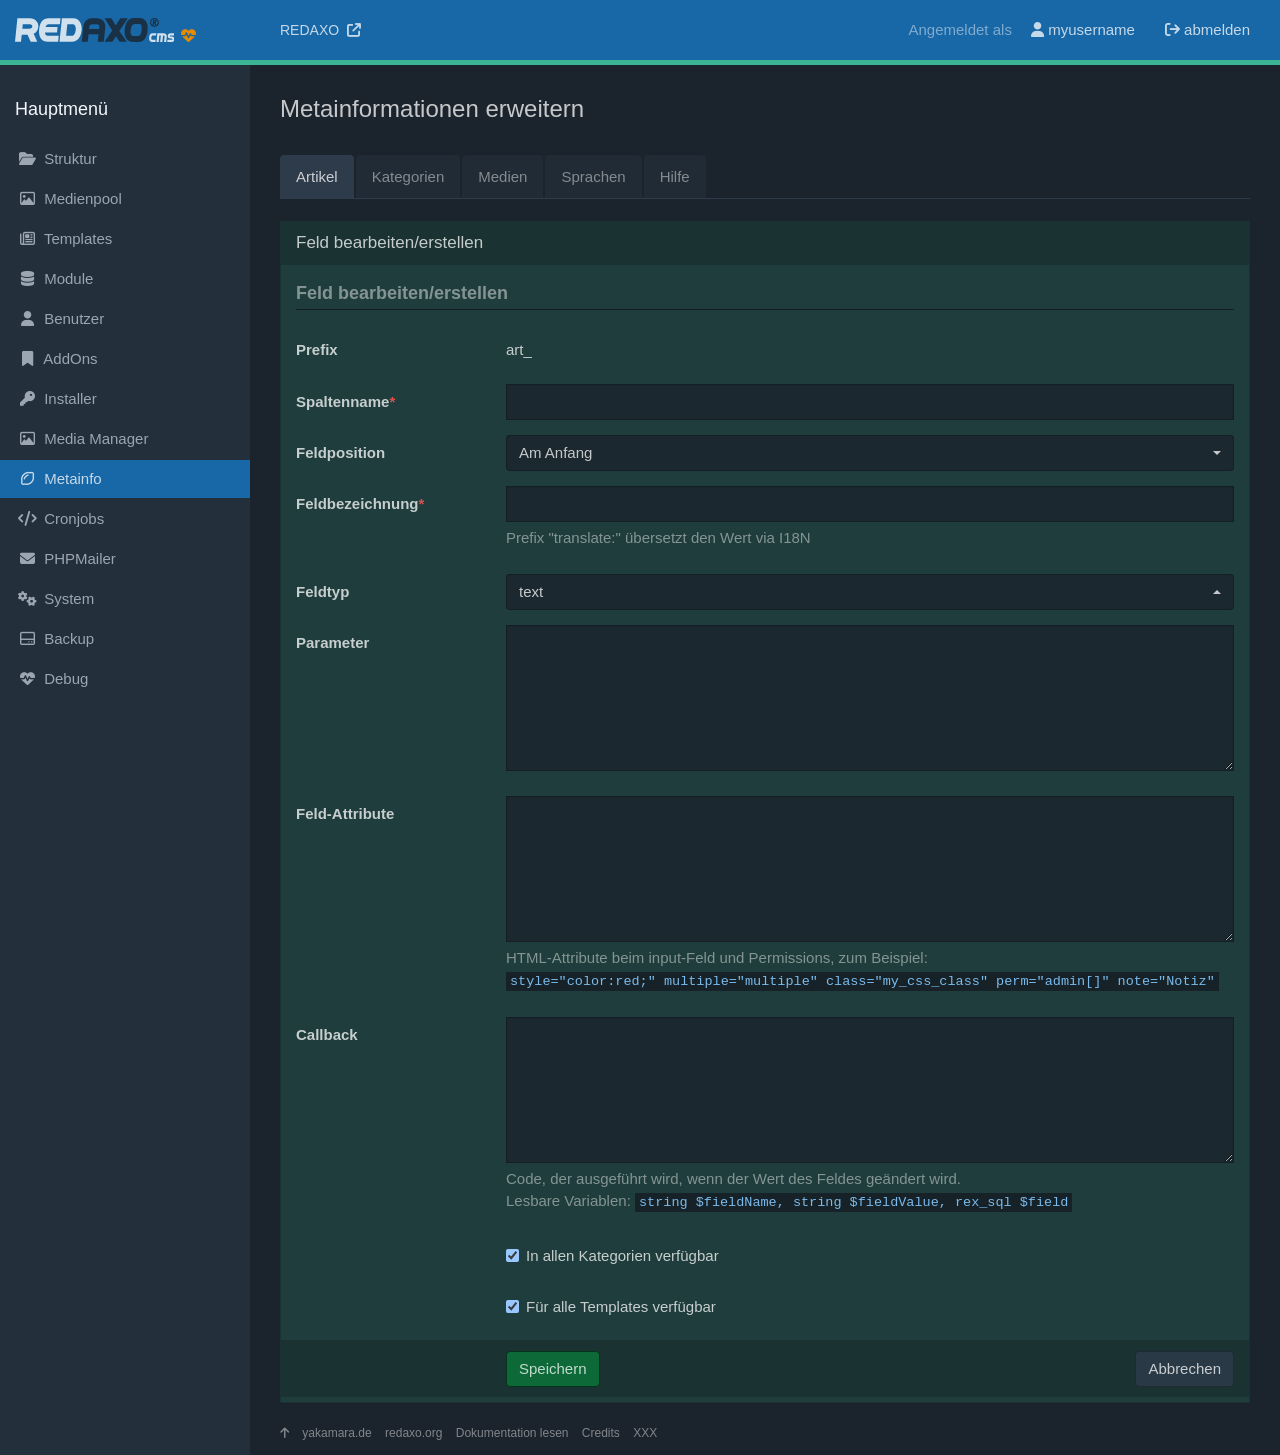 REDAXO® cms
REDAXO
Angemeldet als myusername abmelden
Hauptmenü
Struktur
Medienpool
Templates
Module
Benutzer
AddOns
Installer
Media Manager
Metainfo
Cronjobs
PHPMailer
System
Backup
Debug
Metainformationen erweitern
Artikel Kategorien Medien Sprachen Hilfe
Feld bearbeiten/erstellen
Feld bearbeiten/erstellen
Prefix art_
Spaltenname*
Feldposition Am Anfang
Feldbezeichnung*
Prefix "translate:" übersetzt den Wert via I18N
Feldtyp text
Parameter
Feld-Attribute
HTML-Attribute beim input-Feld und Permissions, zum Beispiel:
style="color:red;" multiple="multiple" class="my_css_class" perm="admin[]" note="Notiz"
Callback
Code, der ausgeführt wird, wenn der Wert des Feldes geändert wird.
Lesbare Variablen: string $fieldName, string $fieldValue, rex_sql $field
In allen Kategorien verfügbar
Für alle Templates verfügbar
Speichern Abbrechen
yakamara.de redaxo.org Dokumentation lesen Credits XXX